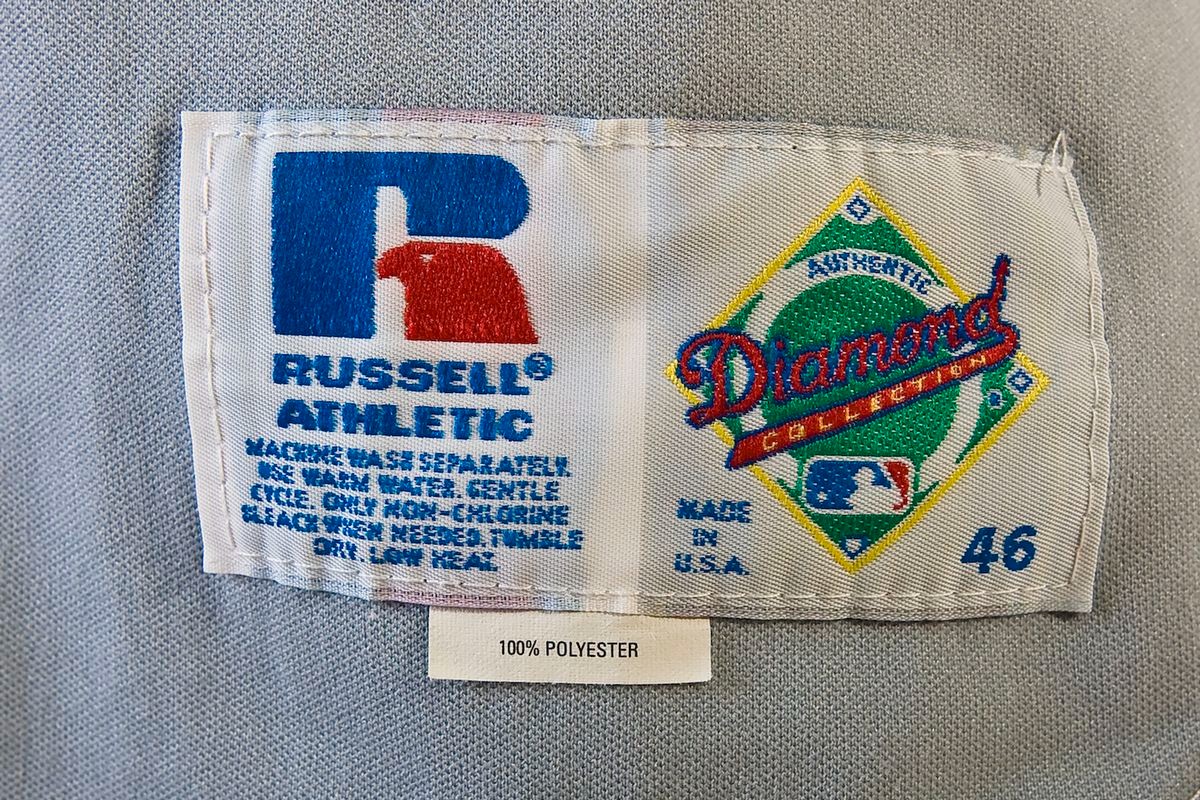 RUSSELL®
ATHLETIC
MACHINE WASH SEPARATELY.
USE WARM WATER, GENTLE
CYCLE. ONLY NON-CHLORINE
BLEACH WHEN NEEDED. TUMBLE
DRY. LOW HEAT.
AUTHENTIC
Diamond
COLLECTION
MADE
IN
U.S.A.
46
100% POLYESTER